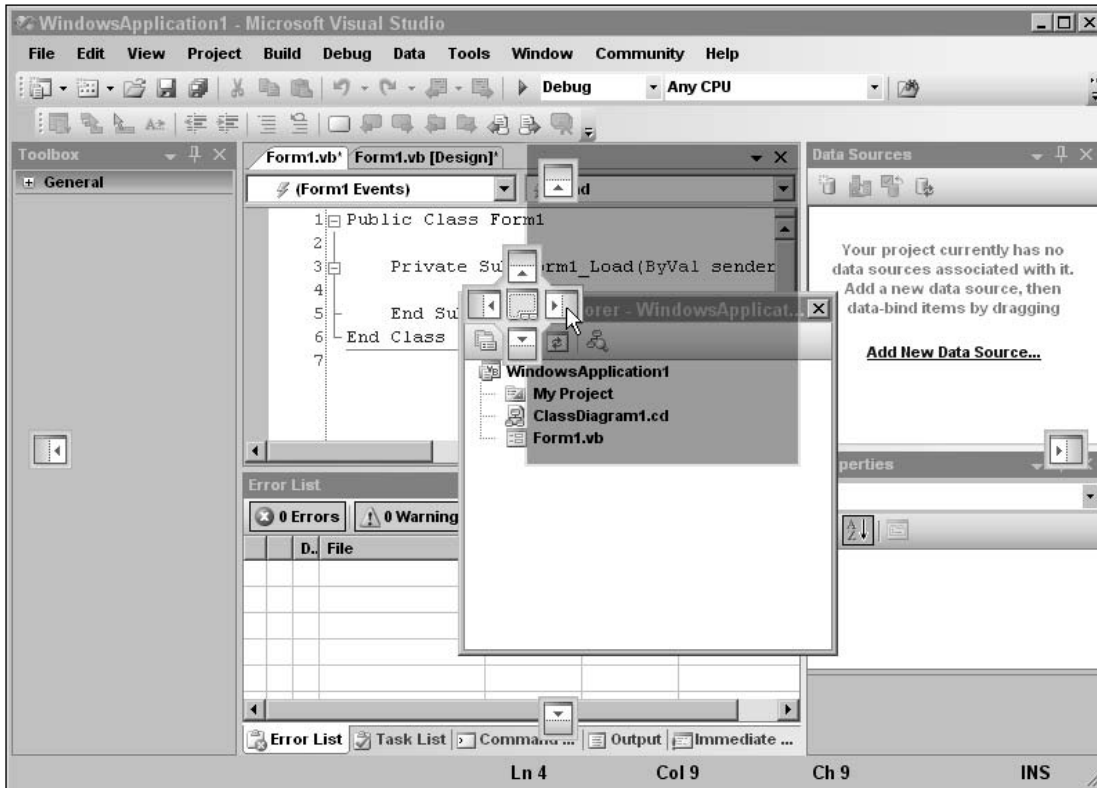 WindowsApplication1 - Microsoft Visual Studio
File Edit View Project Build Debug Data Tools Window Community Help
Debug Any CPU
Toolbox
General
Form1.vb* Form1.vb [Design]*
(Form1 Events)
1 Public Class Form1
2
3 Private Su orm1_Load(ByVal sender
4
5 End Su
6 End Class
7
orer - WindowsApplicat...
WindowsApplication1
My Project
ClassDiagram1.cd
Form1.vb
Error List
0 Errors 0 Warning
D.. File
Error List Task List Comman... Output Immediate ...
Data Sources
Your project currently has no
data sources associated with it.
Add a new data source, then
data-bind items by dragging
Add New Data Source...
perties
Ln 4 Col 9 Ch 9 INS